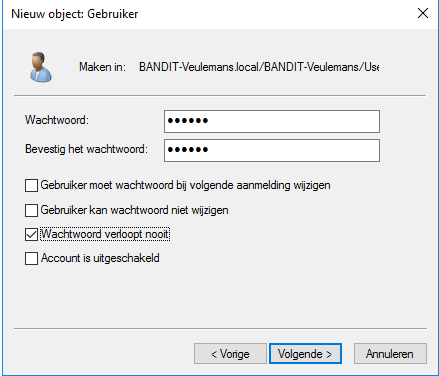 Nieuw object: Gebruiker
Maken in: BANDIT-Veulemans.local/BANDIT-Veulemans/Use
Wachtwoord: ••••••
Bevestig het wachtwoord: ••••••
Gebruiker moet wachtwoord bij volgende aanmelding wijzigen
Gebruiker kan wachtwoord niet wijzigen
Wachtwoord verloopt nooit
Account is uitgeschakeld
< Vorige Volgende > Annuleren